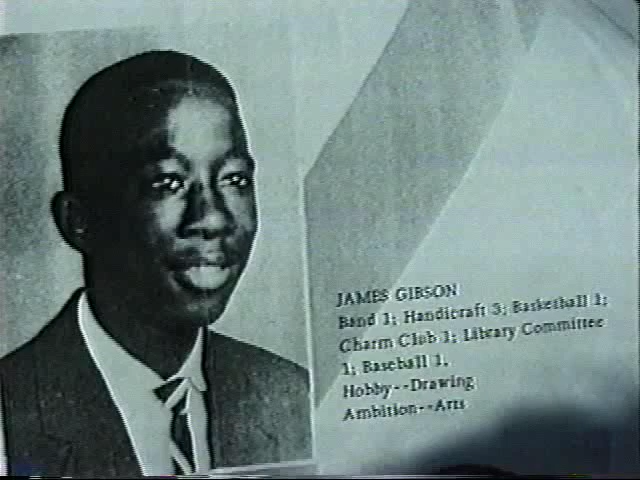 JAMES GIBSON
Band 1; Handicraft 3; Basketball 1;
Charm Club 1; Library Committee
1; Baseball 1.
Hobby--Drawing
Ambition--Arts